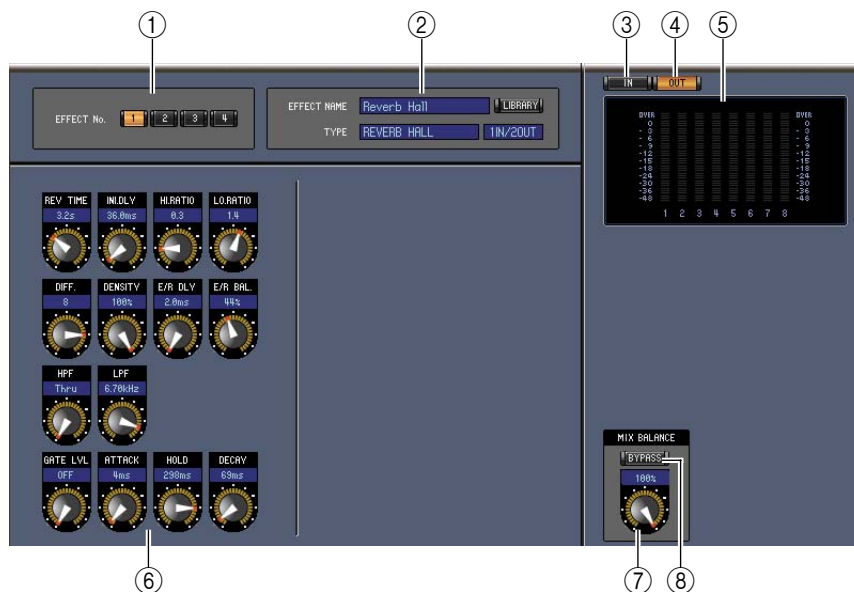 ① ② ③ ④ ⑤
IN OUT
EFFECT No. 1 2 3 4
EFFECT NAME Reverb Hall LIBRARY
TYPE REVERB HALL 1IN/2OUT
OVER OVER
0 0
- 3 - 3
- 6 - 6
- 9 - 9
-12 -12
-15 -15
-18 -18
-24 -24
-30 -30
-36 -36
-48 -48
1 2 3 4 5 6 7 8
REV TIME INI.DLY HI.RATIO LO.RATIO
3.2s 36.0ms 0.3 1.4
DIFF. DENSITY E/R DLY E/R BAL.
8 100% 2.0ms 44%
HPF LPF
Thru 6.70kHz
GATE LVL ATTACK HOLD DECAY
OFF 4ms 298ms 69ms
MIX BALANCE
BYPASS
100%
⑥ ⑦ ⑧